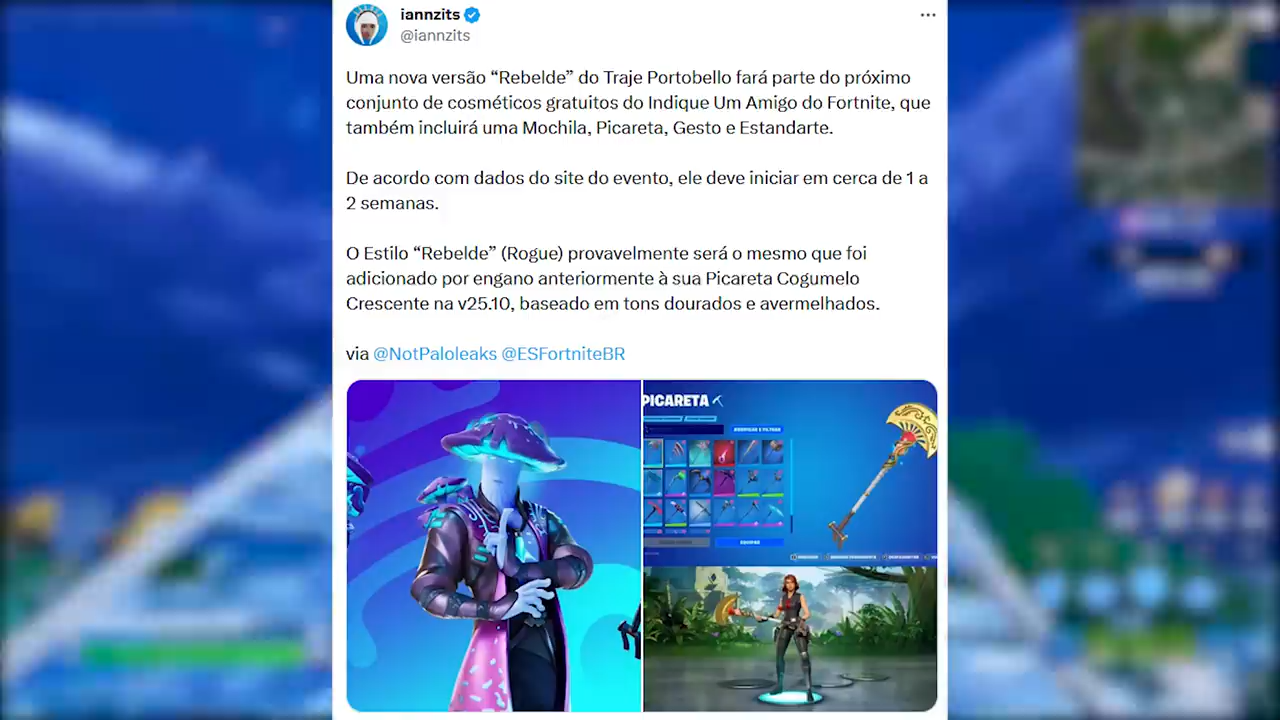 iannzits
@iannzits
Uma nova versão “Rebelde” do Traje Portobello fará parte do próximo
conjunto de cosméticos gratuitos do Indique Um Amigo do Fortnite, que
também incluirá uma Mochila, Picareta, Gesto e Estandarte.
De acordo com dados do site do evento, ele deve iniciar em cerca de 1 a
2 semanas.
O Estilo “Rebelde” (Rogue) provavelmente será o mesmo que foi
adicionado por engano anteriormente à sua Picareta Cogumelo
Crescente na v25.10, baseado em tons dourados e avermelhados.
via @NotPaloleaks @ESFortniteBR
PICARETA